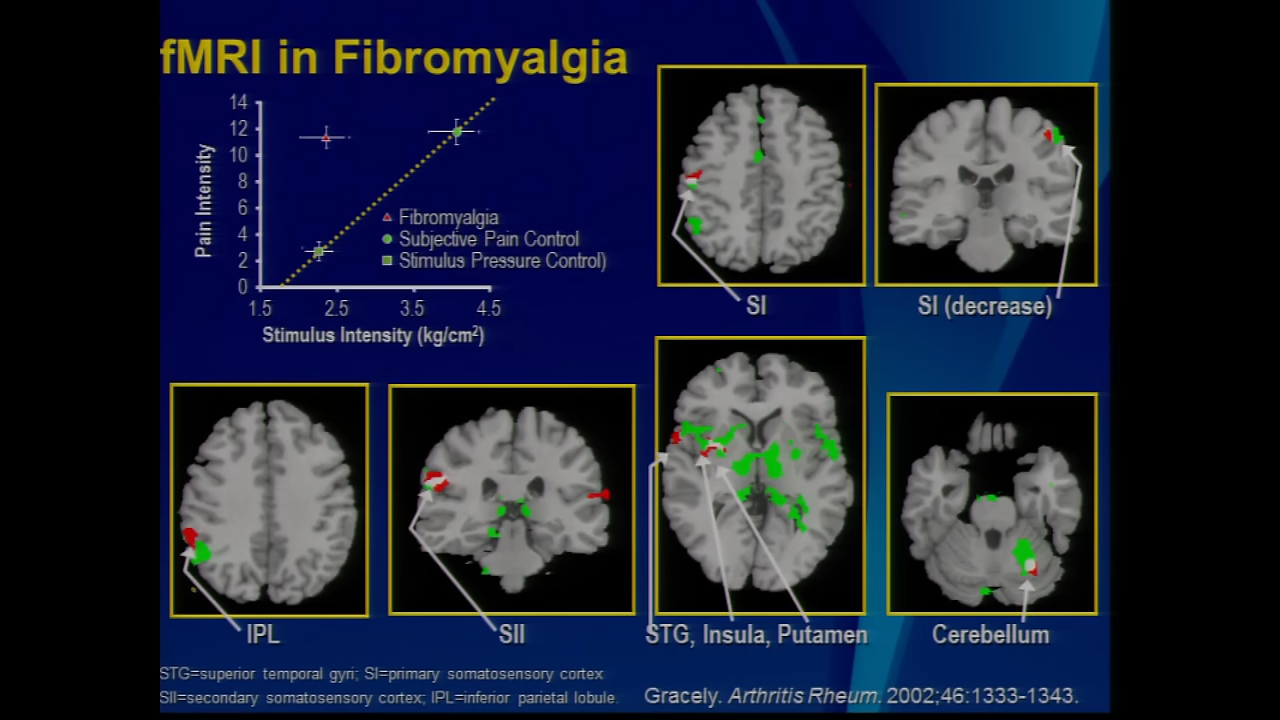 fMRI in Fibromyalgia
14
12
10
8
6
4
2
0
Pain Intensity
Fibromyalgia
Subjective Pain Control
Stimulus Pressure Control)
1.5 2.5 3.5 4.5
Stimulus Intensity (kg/cm²)
SI
SI (decrease)
IPL
SII
STG, Insula, Putamen
Cerebellum
STG=superior temporal gyri; SI=primary somatosensory cortex
SII=secondary somatosensory cortex; IPL=inferior parietal lobule.
Gracely. Arthritis Rheum. 2002;46:1333-1343.